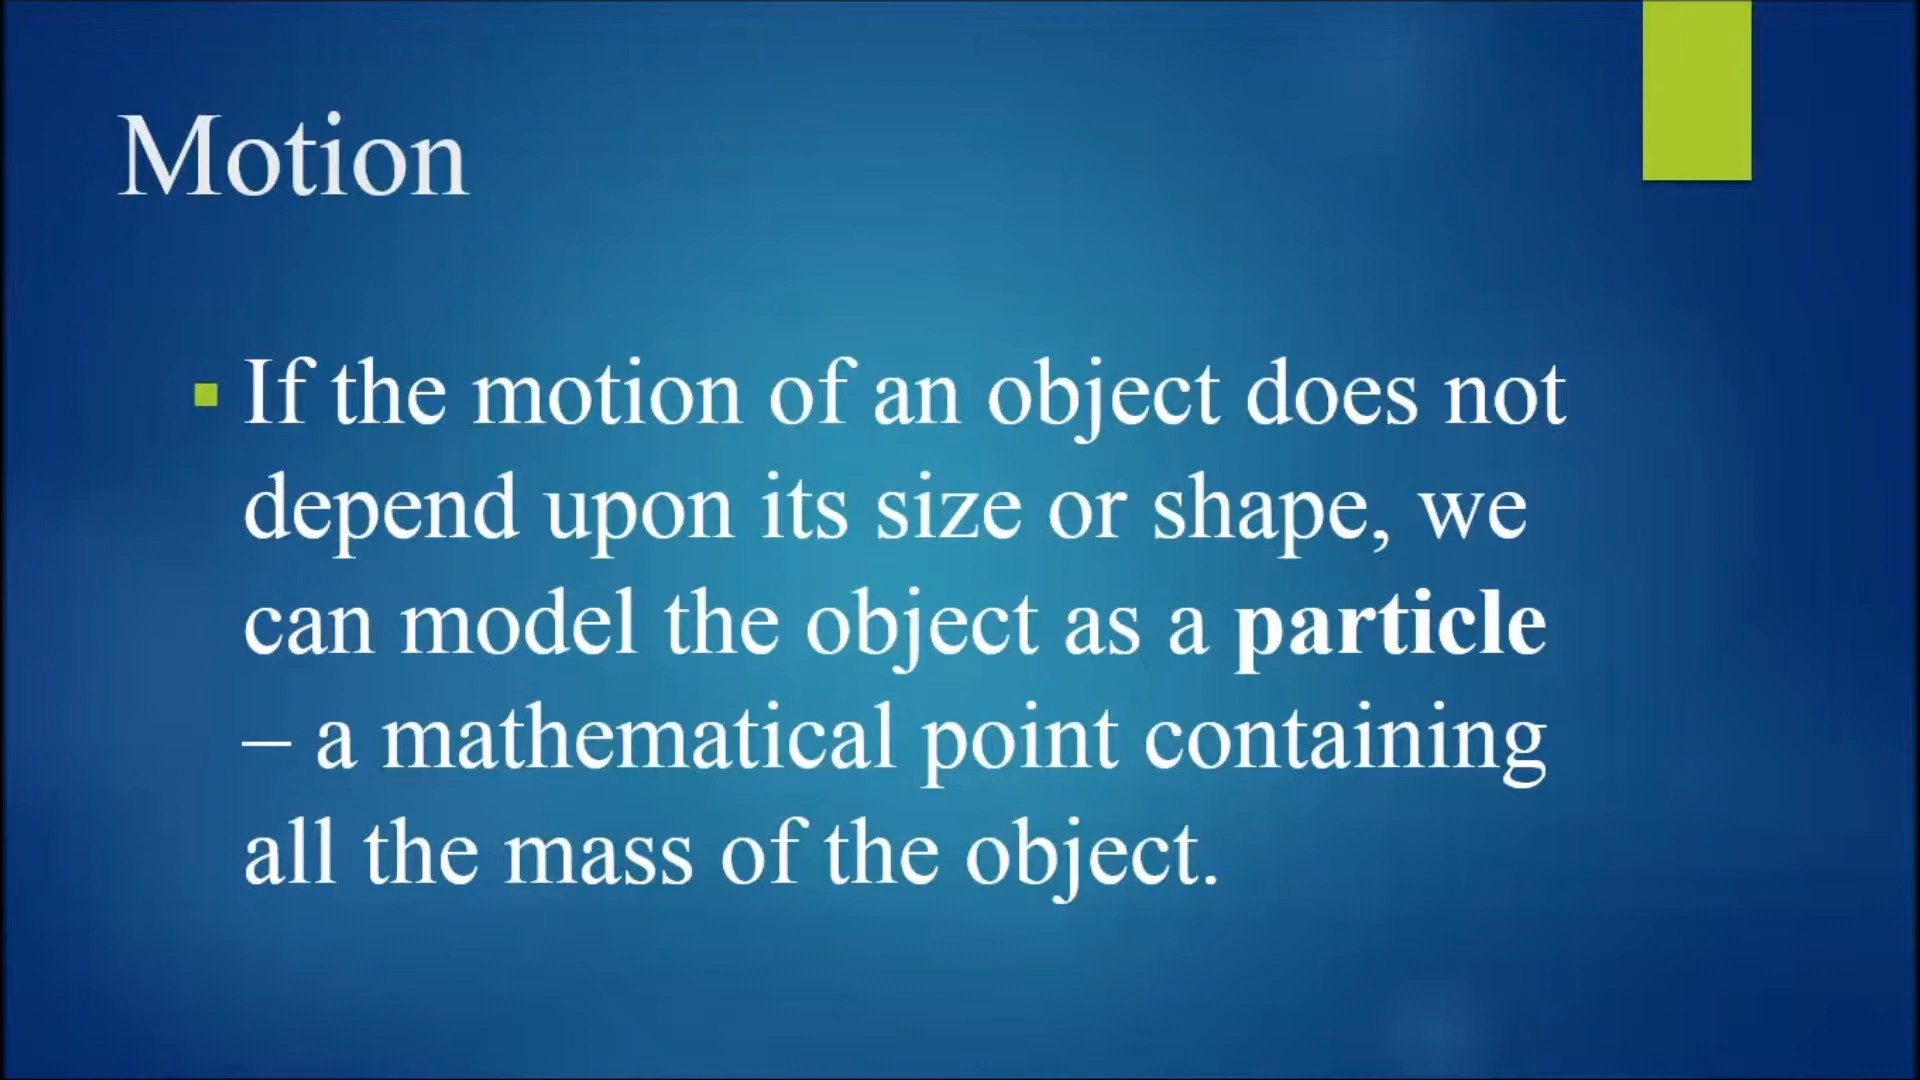 Motion
If the motion of an object does not
depend upon its size or shape, we
can model the object as a particle
– a mathematical point containing
all the mass of the object.